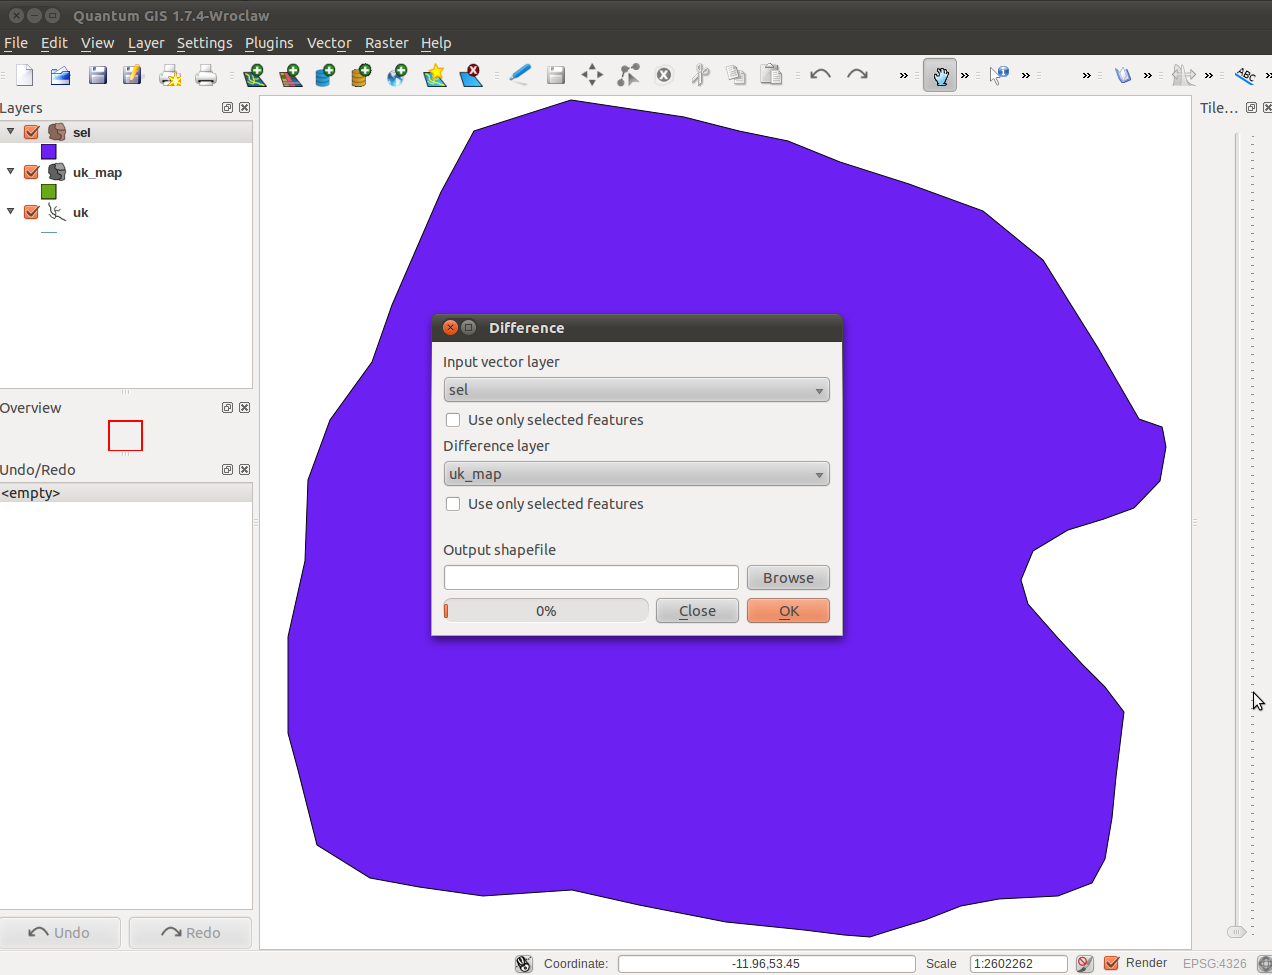 Quantum GIS 1.7.4-Wroclaw
File Edit View Layer Settings Plugins Vector Raster Help
ABC
Layers
Tile...
sel
uk_map
uk
Difference
Input vector layer
sel
Use only selected features
Difference layer
uk_map
Use only selected features
Output shapefile
Browse
0% Close OK
Overview
Undo/Redo
<empty>
Undo Redo
Coordinate: -11.96,53.45 Scale 1:2602262 Render EPSG:4326